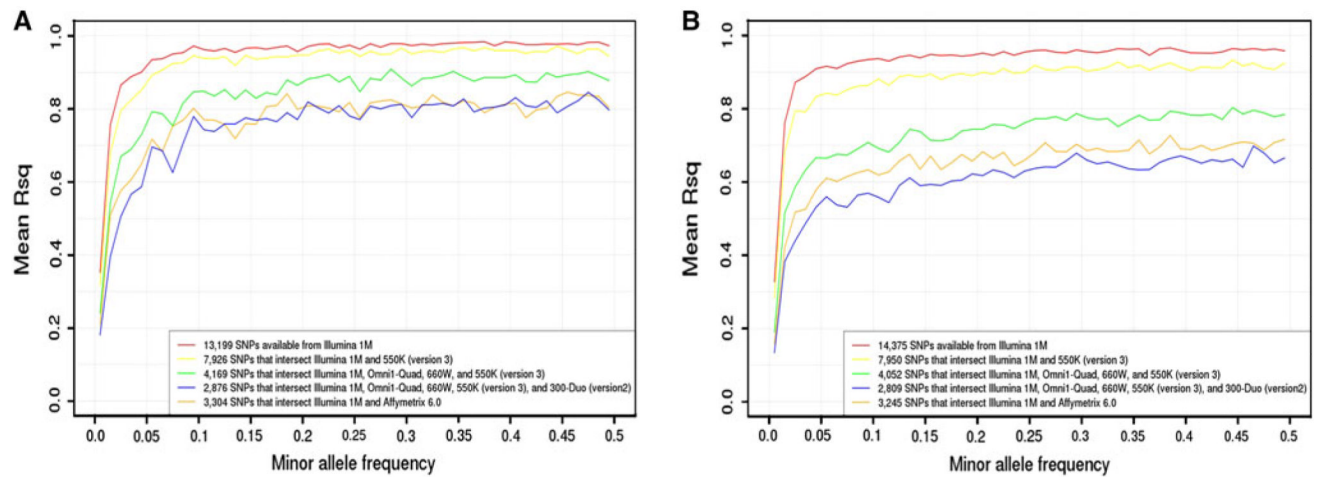 A
Mean Rsq
1.0
0.8
0.6
0.4
0.2
0.0
13,199 SNPs available from Illumina 1M
7,926 SNPs that intersect Illumina 1M and 550K (version 3)
4,169 SNPs that intersect Illumina 1M, Omni1-Quad, 660W, and 550K (version 3)
2,876 SNPs that intersect Illumina 1M, Omni1-Quad, 660W, 550K (version 3), and 300-Duo (version2)
3,304 SNPs that intersect Illumina 1M and Affymetrix 6.0
0.0 0.05 0.1 0.15 0.2 0.25 0.3 0.35 0.4 0.45 0.5
Minor allele frequency
B
Mean Rsq
1.0
0.8
0.6
0.4
0.2
0.0
14,375 SNPs available from Illumina 1M
7,950 SNPs that intersect Illumina 1M and 550K (version 3)
4,052 SNPs that intersect Illumina 1M, Omni1-Quad, 660W, and 550K (version 3)
2,809 SNPs that intersect Illumina 1M, Omni1-Quad, 660W, 550K (version 3), and 300-Duo (version2)
3,245 SNPs that intersect Illumina 1M and Affymetrix 6.0
0.0 0.05 0.1 0.15 0.2 0.25 0.3 0.35 0.4 0.45 0.5
Minor allele frequency